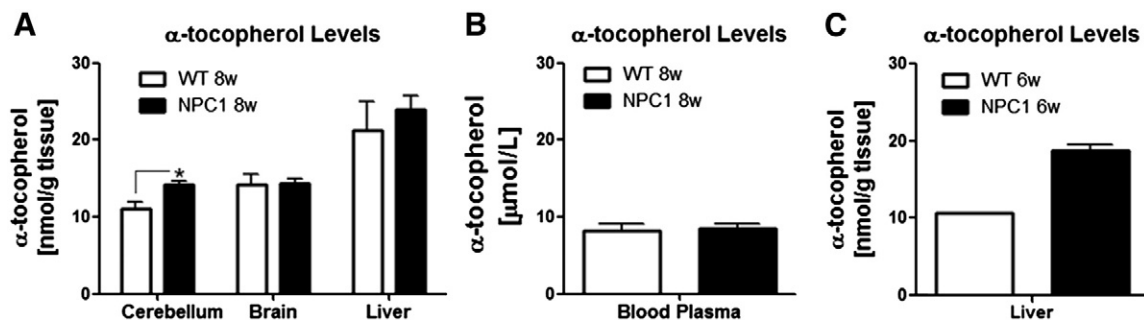 A
α-tocopherol Levels
WT 8w
NPC1 8w
α-tocopherol
[nmol/g tissue]
30
20
10
0
*
Cerebellum Brain Liver
B
α-tocopherol Levels
WT 8w
NPC1 8w
α-tocopherol
[μmol/L]
30
20
10
0
Blood Plasma
C
α-tocopherol Levels
WT 6w
NPC1 6w
α-tocopherol
[nmol/g tissue]
30
20
10
0
Liver